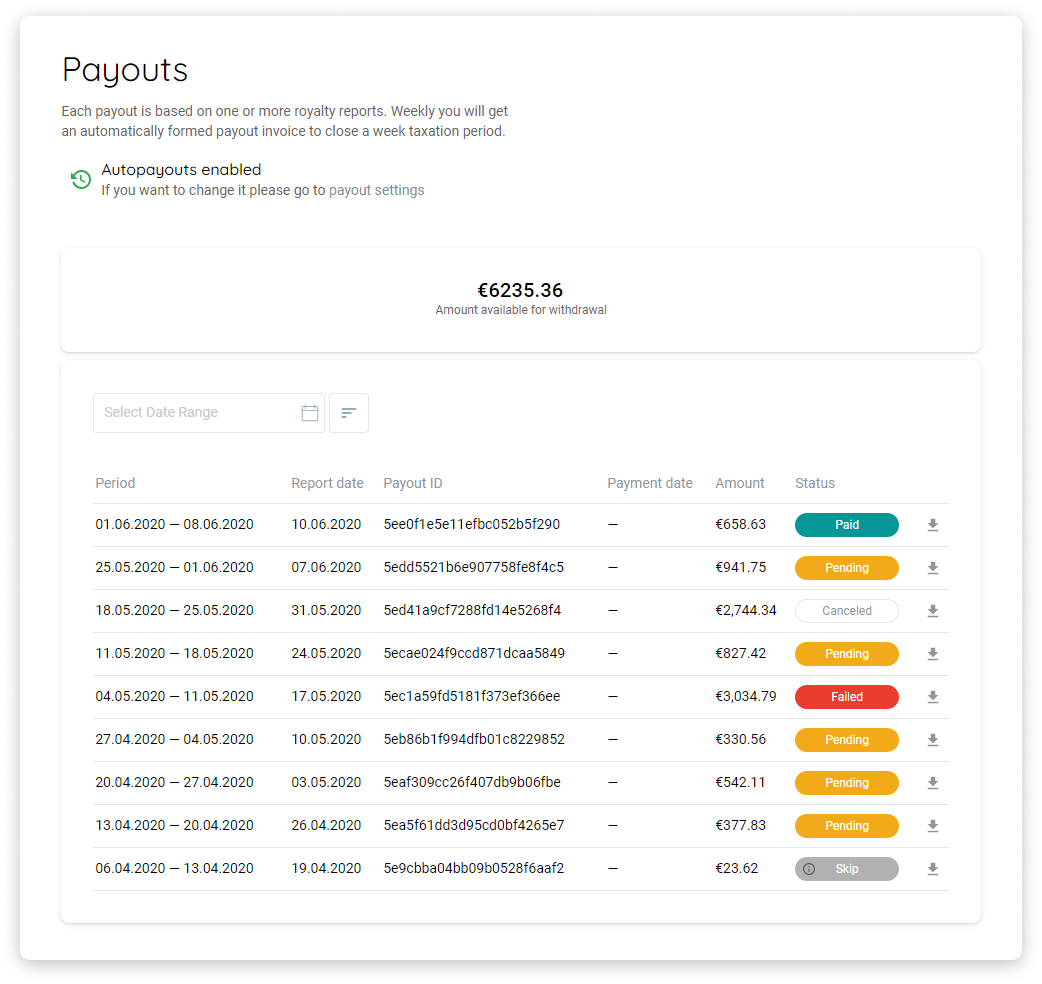 Payouts
Each payout is based on one or more royalty reports. Weekly you will get
an automatically formed payout invoice to close a week taxation period.
Autopayouts enabled
If you want to change it please go to payout settings
€6235.36
Amount available for withdrawal
Select Date Range
Period Report date Payout ID Payment date Amount Status
01.06.2020 — 08.06.2020 10.06.2020 5ee0f1e5e11efbc052b5f290 — €658.63 Paid
25.05.2020 — 01.06.2020 07.06.2020 5edd5521b6e907758fe8f4c5 — €941.75 Pending
18.05.2020 — 25.05.2020 31.05.2020 5ed41a9cf7288fd14e5268f4 — €2,744.34 Canceled
11.05.2020 — 18.05.2020 24.05.2020 5ecae024f9ccd871dcaa5849 — €827.42 Pending
04.05.2020 — 11.05.2020 17.05.2020 5ec1a59fd5181f373ef366ee — €3,034.79 Failed
27.04.2020 — 04.05.2020 10.05.2020 5eb86b1f994dfb01c8229852 — €330.56 Pending
20.04.2020 — 27.04.2020 03.05.2020 5eaf309cc26f407db9b06fbe — €542.11 Pending
13.04.2020 — 20.04.2020 26.04.2020 5ea5f61dd3d95cd0bf4265e7 — €377.83 Pending
06.04.2020 — 13.04.2020 19.04.2020 5e9cbba04bb09b0528f6aaf2 — €23.62 Skip